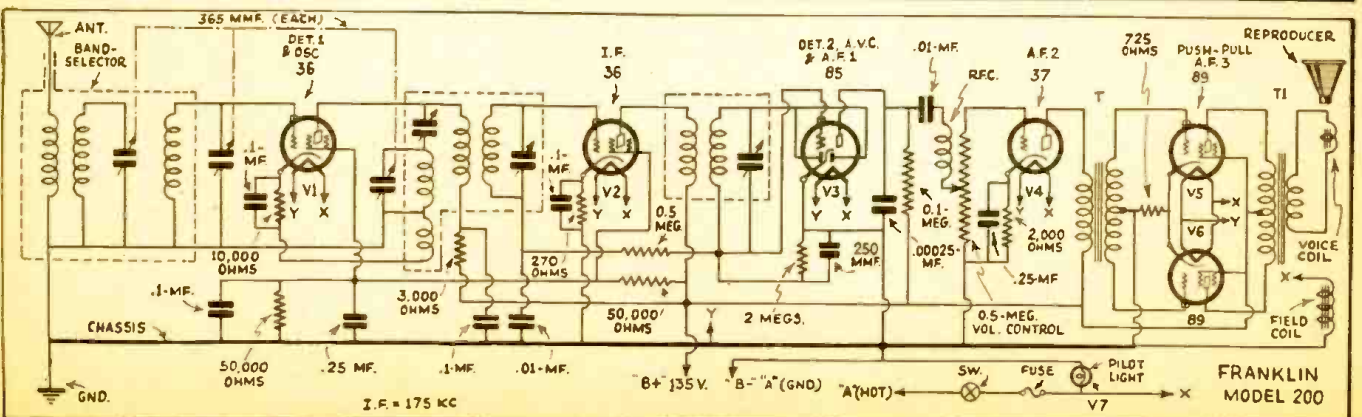 ANT.
BAND-
SELECTOR
365 MMF. (EACH)
DET.1
& OSC
36
I.F.
36
DET. 2, A.V.C.
& A.F.1
85
.01-MF.
R.F.C.
A.F.2
37
725
OHMS
PUSH-PULL
A.F.3
89
REPRODUCER
T
T1
.1-
MF.
V1
Y
X
10,000
OHMS
.1-
MF.
V2
Y
X
270
OHMS
0.5
MEG.
V3
Y
X
250
MMF.
0.1-
MEG.
.00025-
MF.
V4
Y
X
2,000
OHMS
.25-MF
V5
X
Y
V6
89
VOICE
COIL
X
FIELD
COIL
.1-MF.
CHASSIS
50,000
OHMS
.25 MF.
3,000
OHMS
.1-MF.
.01-MF.
50,000
OHMS
Y
2 MEGS.
0.5-MEG.
VOL. CONTROL
GND.
I.F. = 175 KC
"B+" 135 V.
"B-" "A" (GND)
"A" (HOT)
SW.
FUSE
PILOT
LIGHT
V7
X
FRANKLIN
MODEL 200